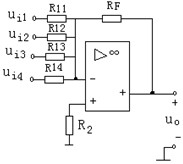 ui1 R11 RF
ui2 R12
ui3 R13
ui4 R14
▷ ∞
−
+ +
R2 + uo −